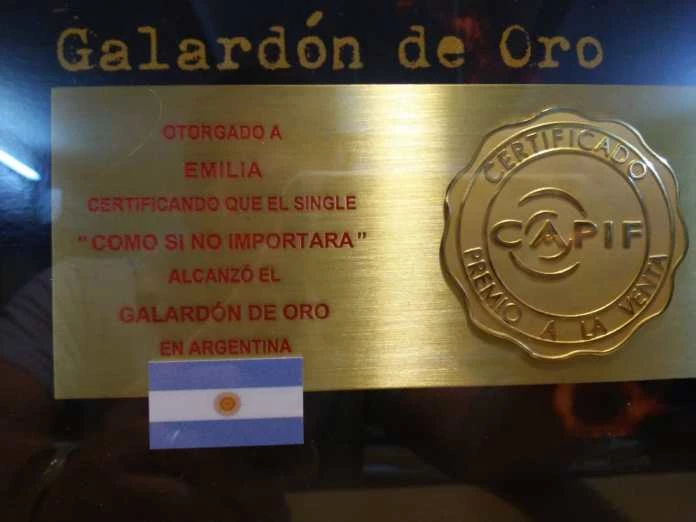 Galardón de Oro
OTORGADO A
EMILIA
CERTIFICANDO QUE EL SINGLE
"COMO SI NO IMPORTARA"
ALCANZÓ EL
GALARDÓN DE ORO
EN ARGENTINA
CERTIFICADO
CAPIF
PREMIO A LA VENTA